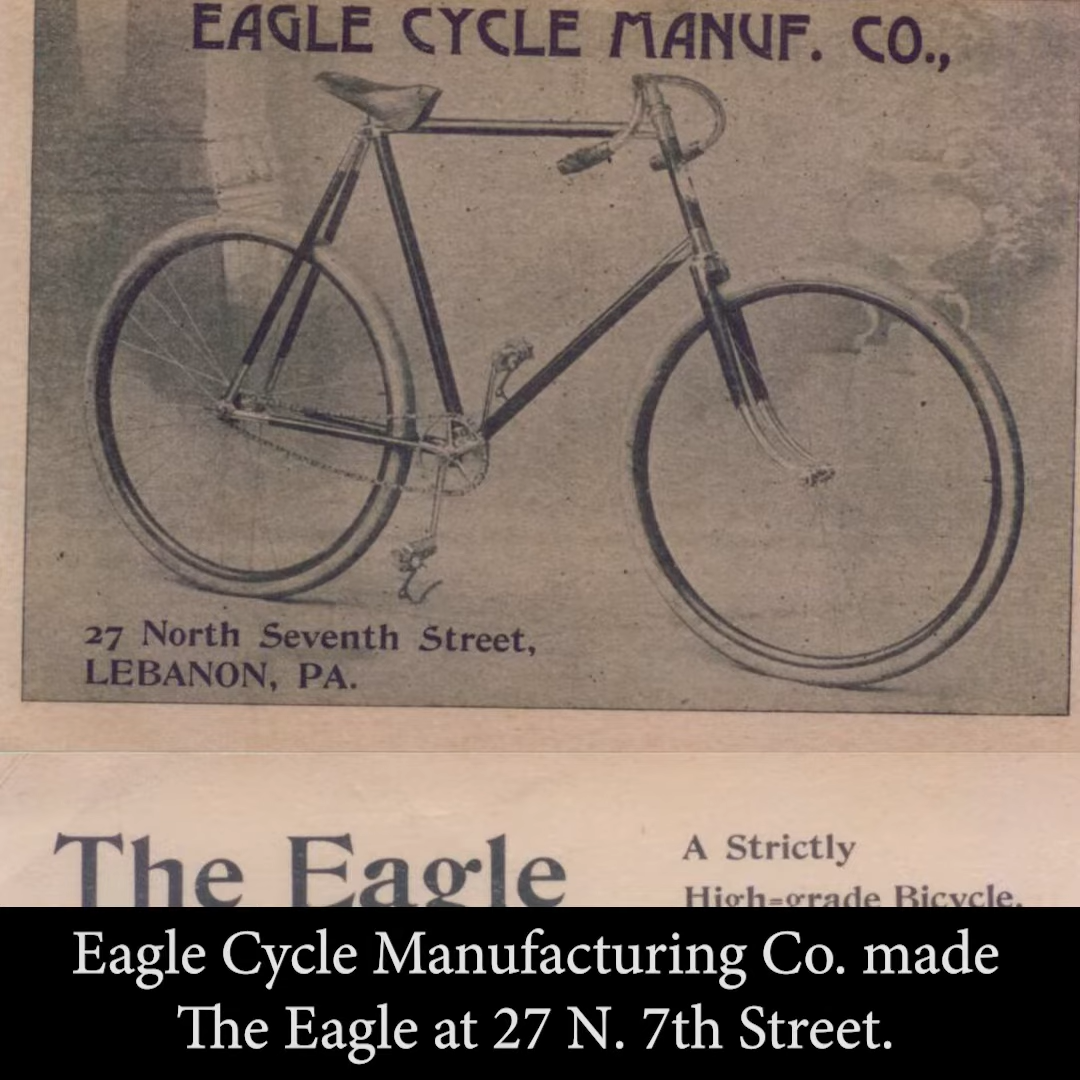 EAGLE CYCLE MANUF. CO.,
27 North Seventh Street,
LEBANON, PA.
The Eagle
A Strictly
High=grade Bicycle.
Eagle Cycle Manufacturing Co. made
The Eagle at 27 N. 7th Street.